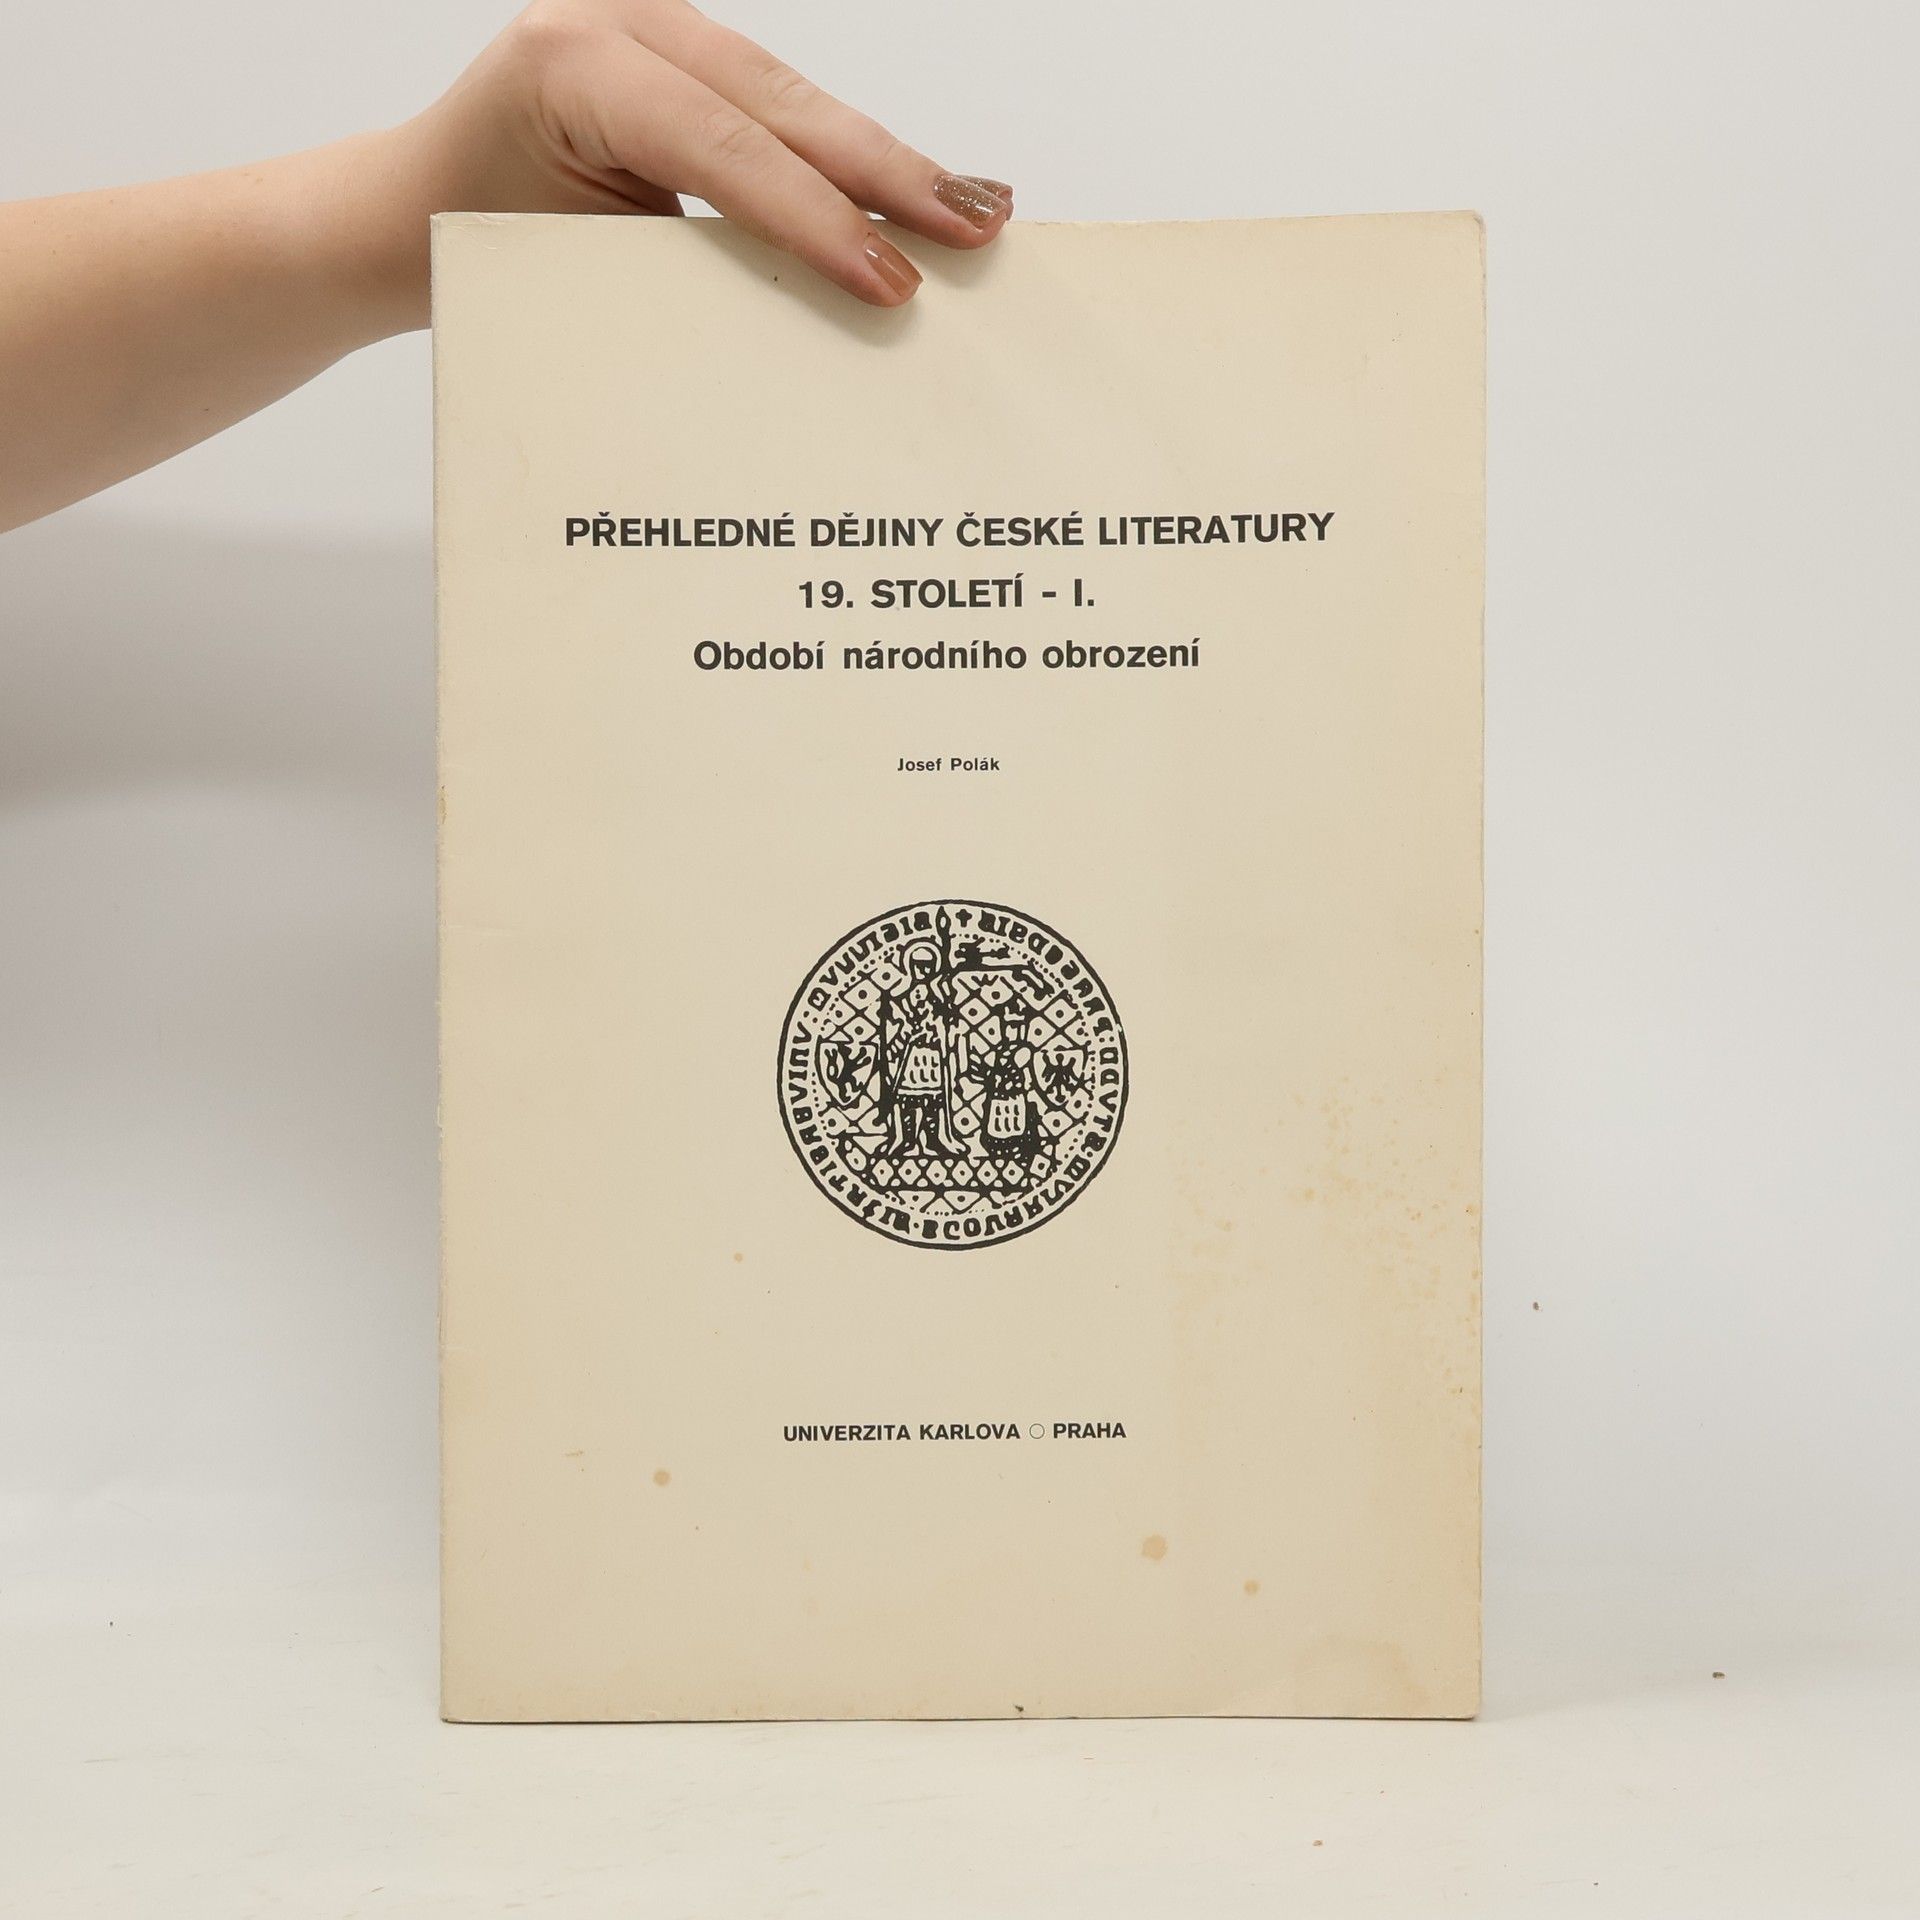 PŘEHLEDNÉ DĚJINY ČESKÉ LITERATURY
19. STOLETÍ - I.
Období národního obrození
Josef Polák
UNIVERZITA KARLOVA ○ PRAHA